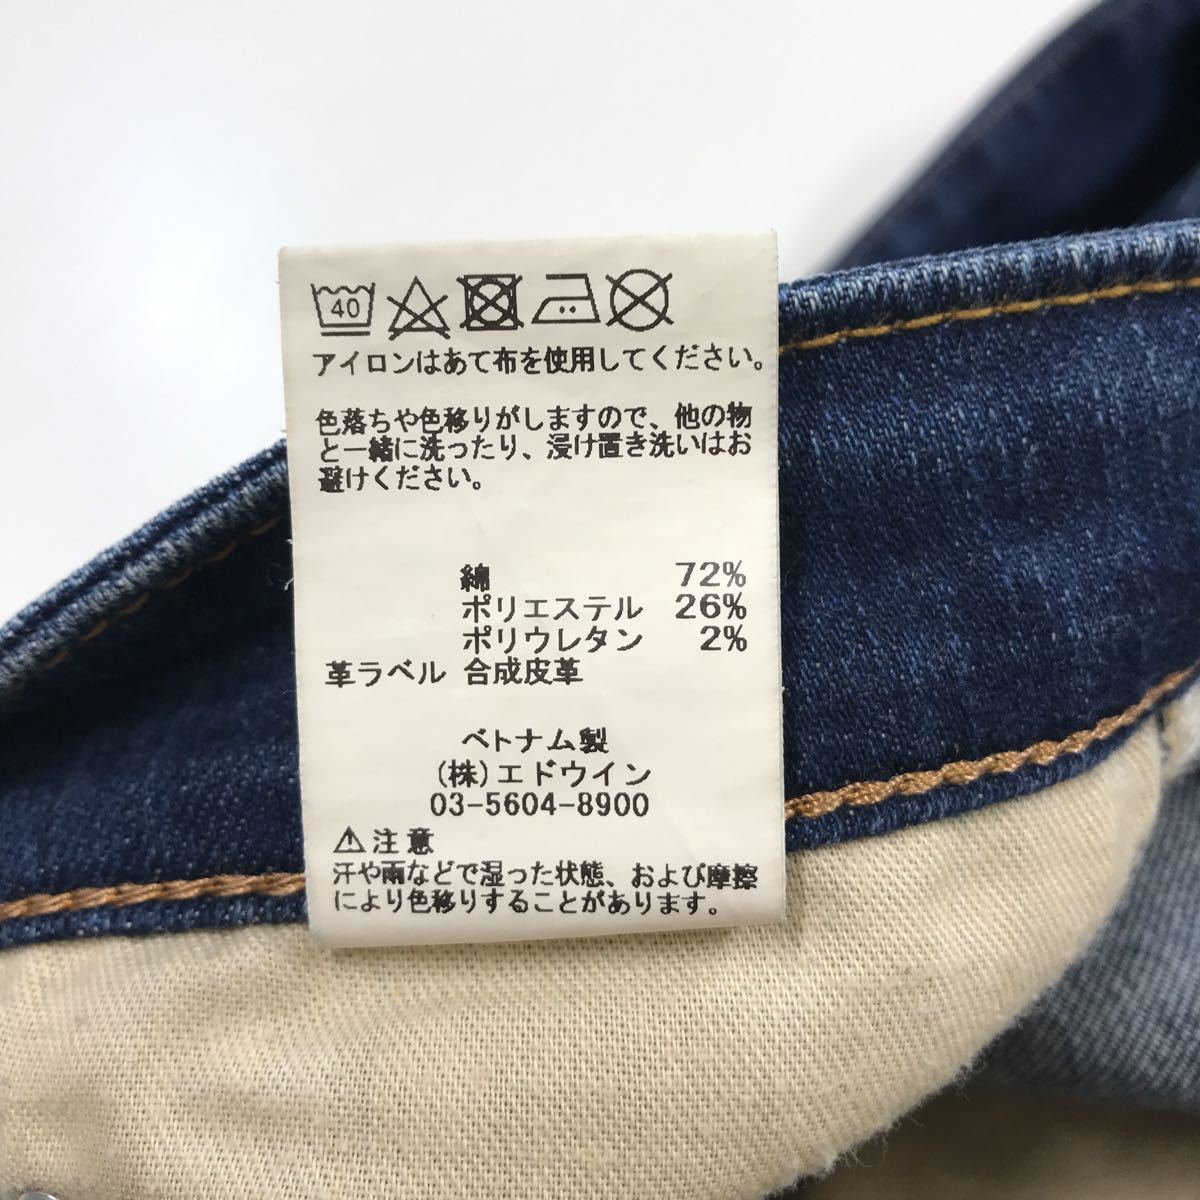 40
アイロンはあて布を使用してください。
色落ちや色移りがしますので、他の物
と一緒に洗ったり、浸け置き洗いはお
避けください。
綿 72%
ポリエステル 26%
ポリウレタン 2%
革ラベル 合成皮革
ベトナム製
(株)エドウイン
03-5604-8900
⚠注意
汗や雨などで湿った状態、および摩擦
により色移りすることがあります。